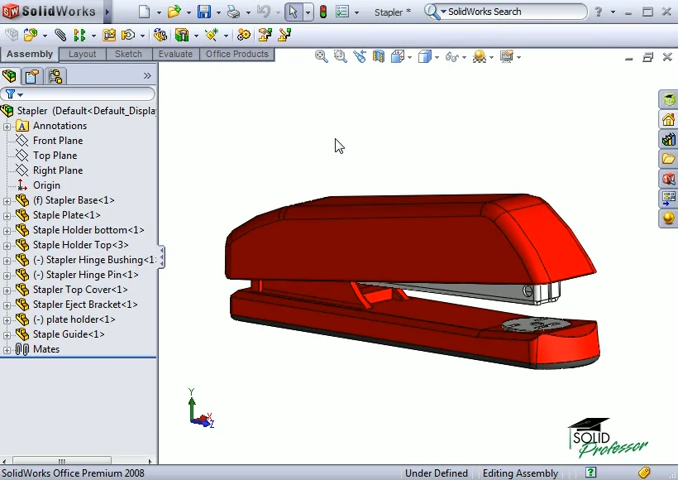 SolidWorks
Stapler *
SolidWorks Search
Assembly Layout Sketch Evaluate Office Products
Stapler (Default<Default_Displa
Annotations
Front Plane
Top Plane
Right Plane
Origin
(f) Stapler Base<1>
Staple Plate<1>
Staple Holder bottom<1>
Staple Holder Top<3>
(-) Stapler Hinge Bushing<1>
(-) Stapler Hinge Pin<1>
Stapler Top Cover<1>
Stapler Eject Bracket<1>
(-) plate holder<1>
Staple Guide<1>
Mates
Y
X
Z
SOLID
Professor
SolidWorks Office Premium 2008
Under Defined
Editing Assembly